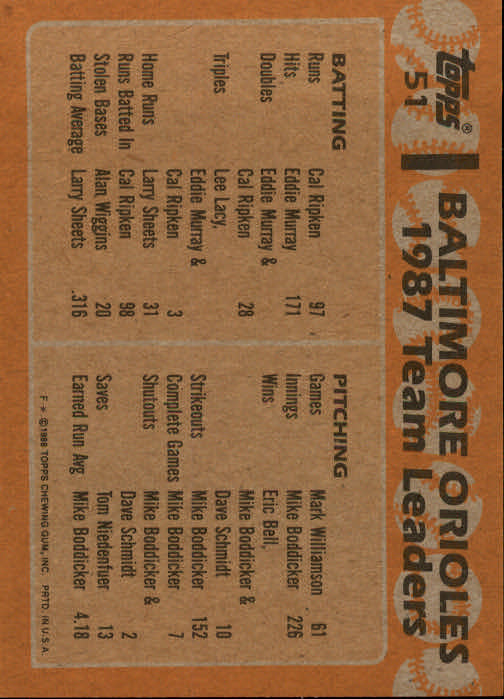 topps®
51
BALTIMORE ORIOLES
1987 Team Leaders
BATTING
Runs Cal Ripken 97
Hits Eddie Murray 171
Doubles Eddie Murray &
Cal Ripken 28
Triples Lee Lacy,
Eddie Murray &
Cal Ripken 3
Home Runs Larry Sheets 31
Runs Batted In Cal Ripken 98
Stolen Bases Alan Wiggins 20
Batting Average Larry Sheets .316
PITCHING
Games Mark Williamson 61
Innings Mike Boddicker 226
Wins Eric Bell,
Mike Boddicker &
Dave Schmidt 10
Strikeouts Mike Boddicker 152
Complete Games Mike Boddicker 7
Shutouts Mike Boddicker &
Dave Schmidt 2
Saves Tom Niedenfuer 13
Earned Run Avg Mike Boddicker 4.18
F * ©1988 TOPPS CHEWING GUM, INC. PRTD. IN U.S.A.